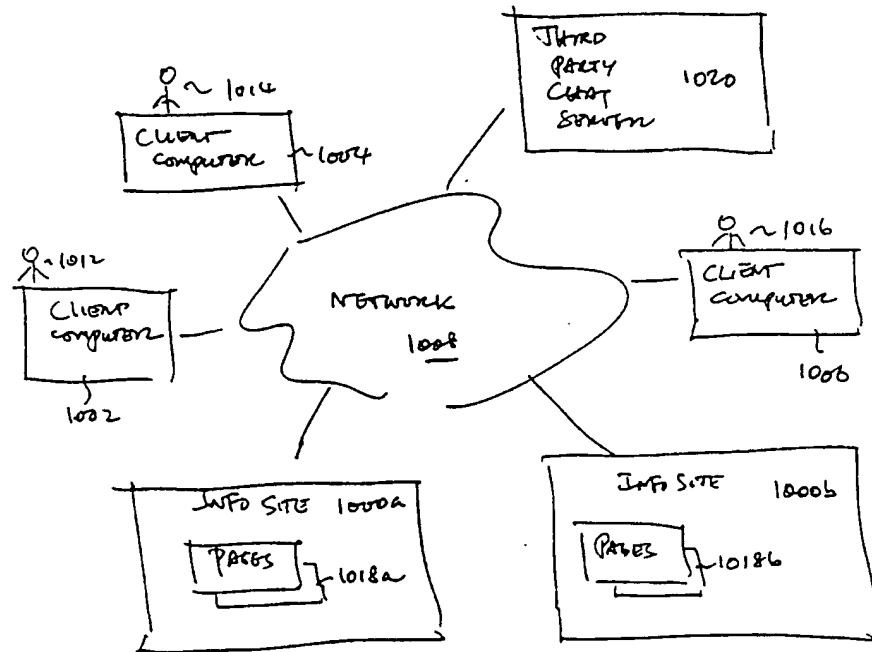 THIRD
PARTY
CHAT
SERVER
1020
1014
CLIENT
COMPUTER
1004
1012
CLIENT
COMPUTER
1002
1016
CLIENT
COMPUTER
1006
NETWORK
1008
INFO SITE 1000a
PAGES
1018a
INFO SITE 1000b
PAGES
1018b